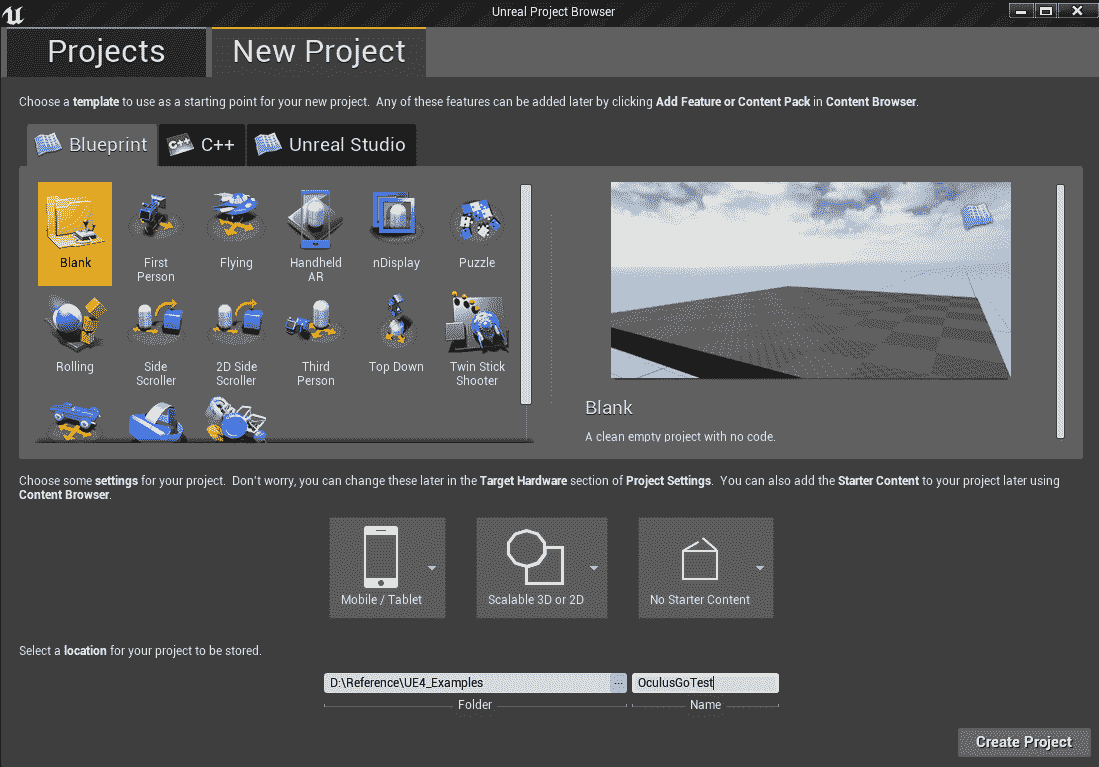 Unreal Project Browser
Projects
New Project
Choose a template to use as a starting point for your new project. Any of these features can be added later by clicking Add Feature or Content Pack in Content Browser.
Blueprint
C++
C++
Unreal Studio
Blank
First
Person
Flying
Handheld
AR
nDisplay
Puzzle
Rolling
Side
Scroller
2D Side
Scroller
Third
Person
Top Down
Twin Stick
Shooter
Blank
A clean empty project with no code.
Choose some settings for your project. Don't worry, you can change these later in the Target Hardware section of Project Settings. You can also add the Starter Content to your project later using
Content Browser.
Mobile / Tablet
Scalable 3D or 2D
No Starter Content
Select a location for your project to be stored.
D:\Reference\UE4_Examples
...
OculusGoTest
Folder
Name
Create Project